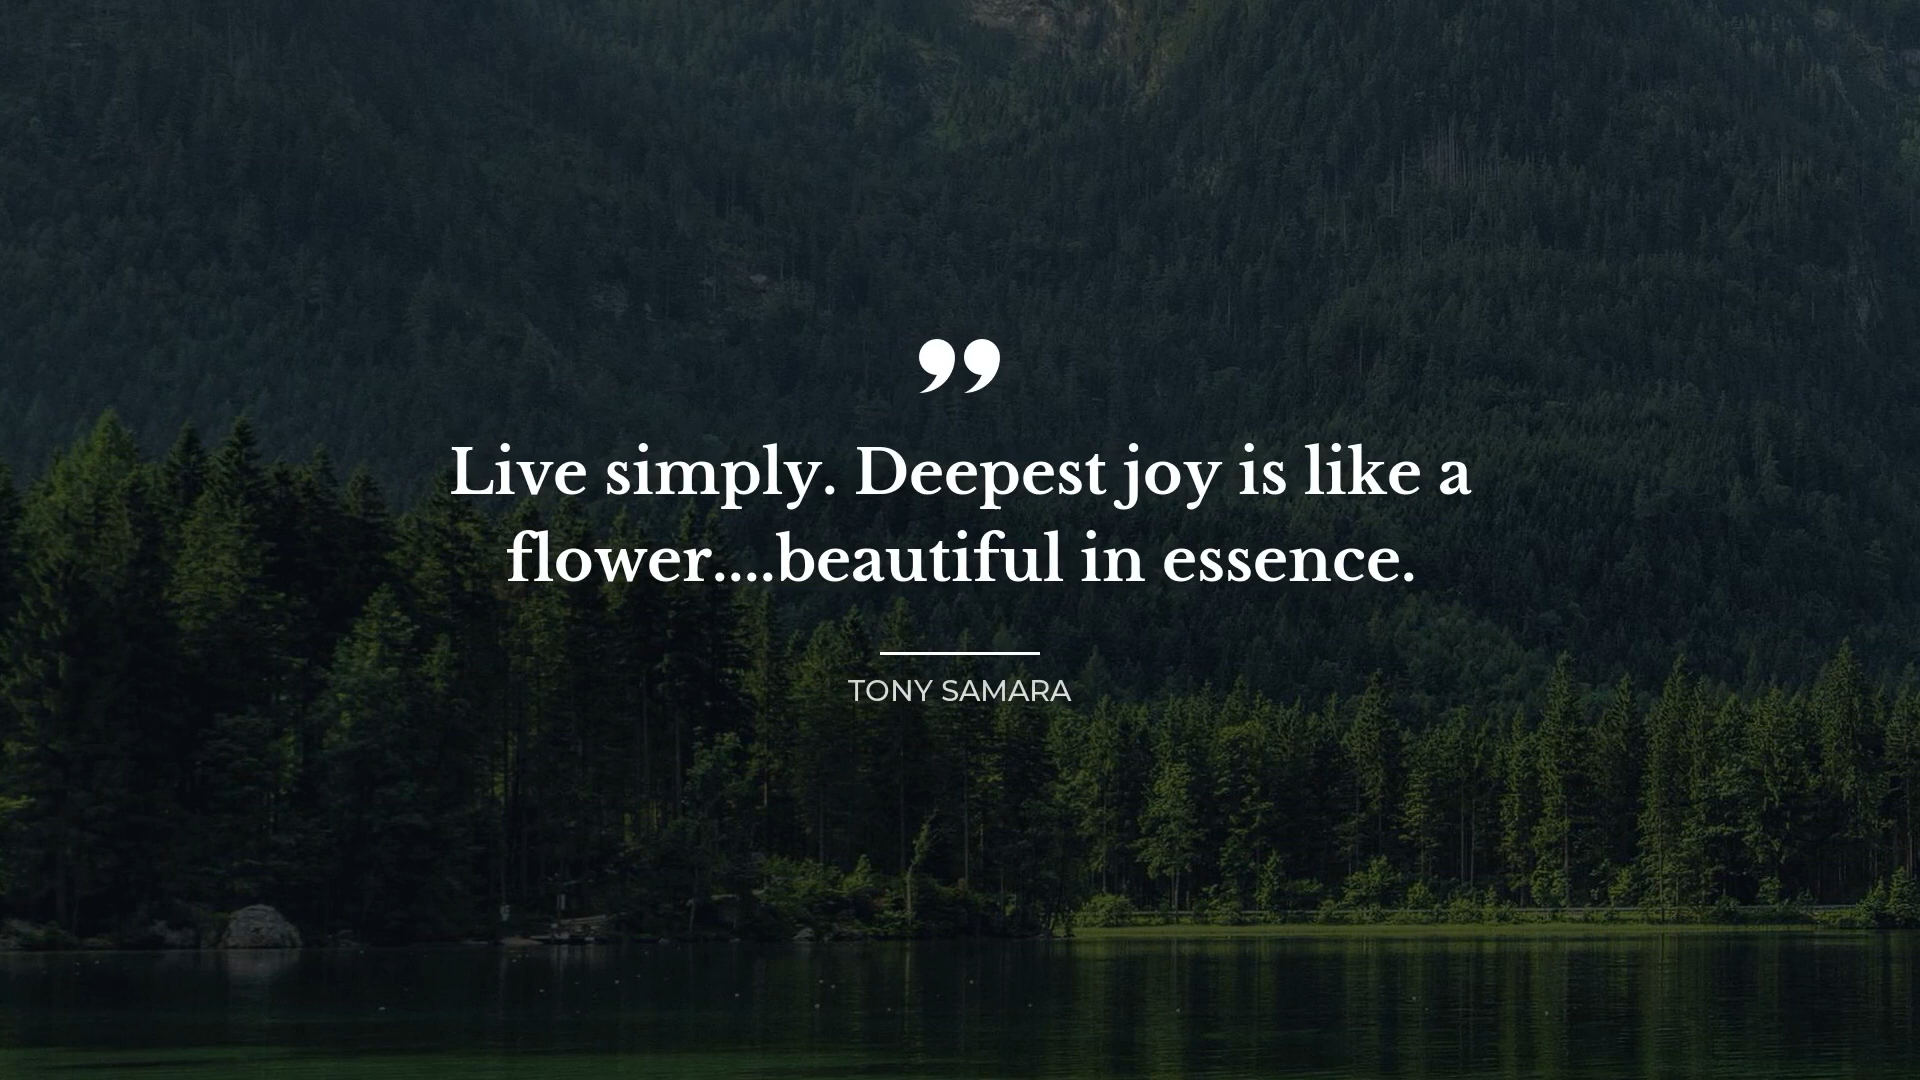 ”
Live simply. Deepest joy is like a
flower....beautiful in essence.
TONY SAMARA